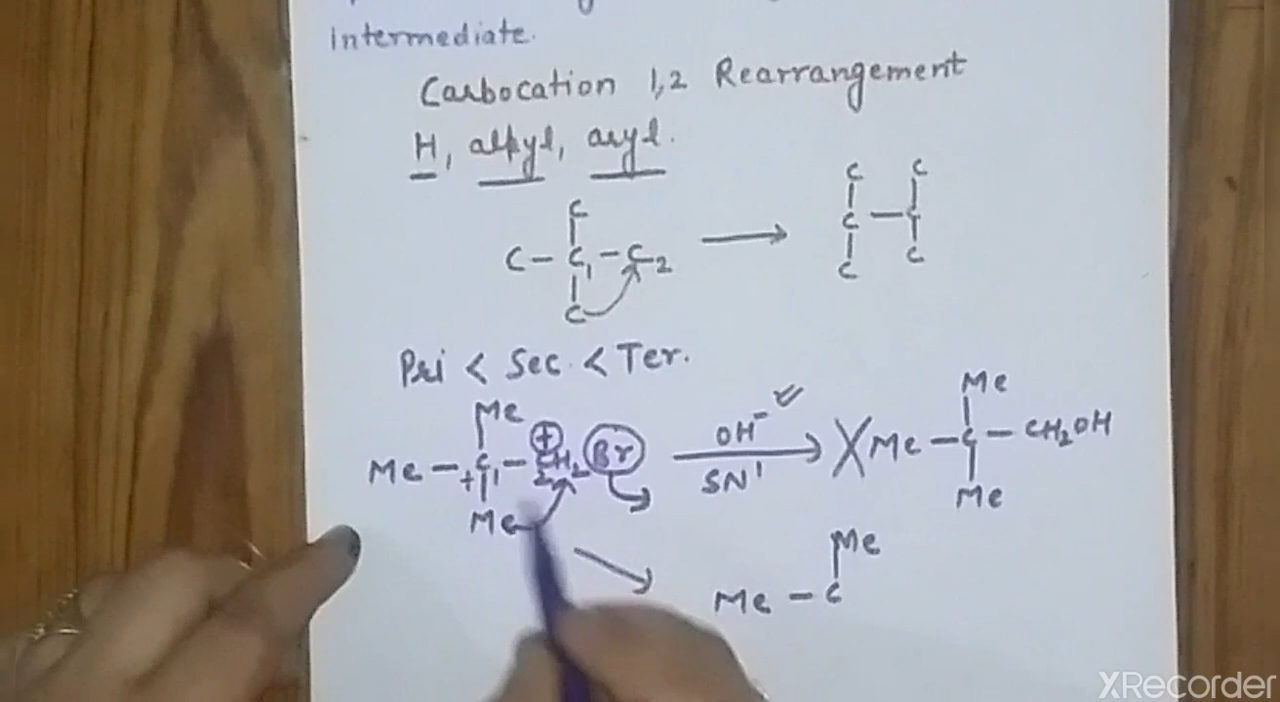 intermediate.
Carbocation 1,2 Rearrangement
H, alkyl, aryl.
C C C
C – C1 – C2 → C – C
C C C
Pri < Sec. < Ter.
Me Me
Me – C1 – CH2 Br OH⁻ SN¹ → X Me – C – CH2OH
+ 2 +
Me Me
Me
Me – C
XRecorder